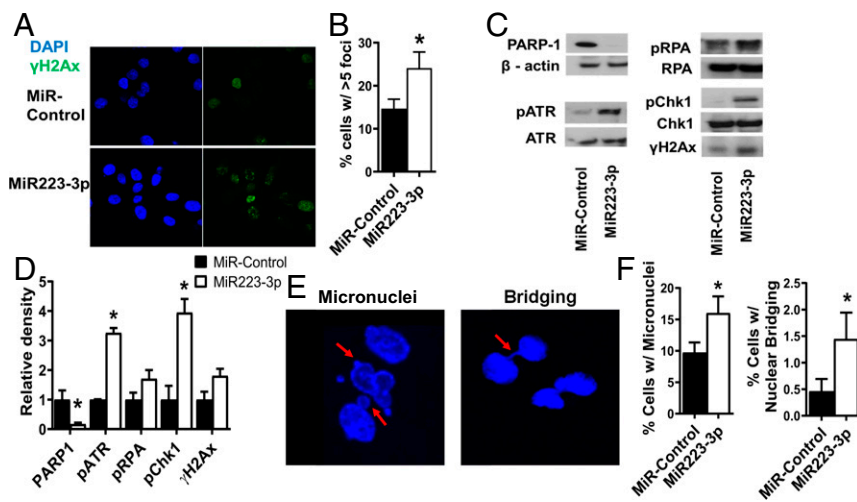 A
DAPI
γH2Ax
MiR-
Control
MiR223-3p
B
% cells w/ >5 foci
30
20
10
0
*
MiR-Control
MiR223-3p
C
PARP-1
β - actin
pATR
ATR
MiR-Control
MiR223-3p
pRPA
RPA
pChk1
Chk1
γH2Ax
MiR-Control
MiR223-3p
D
MiR-Control
MiR223-3p
Relative density
5
4
3
2
1
0
*
*
*
PARP1
pATR
pRPA
pChk1
γH2Ax
E
Micronuclei
Bridging
F
% Cells w/ Micronuclei
20
15
10
5
0
*
MiR-Control
MiR223-3p
% Cells w/
Nuclear Bridging
2.5
2.0
1.5
1.0
0.5
0.0
*
MiR-Control
MiR223-3p